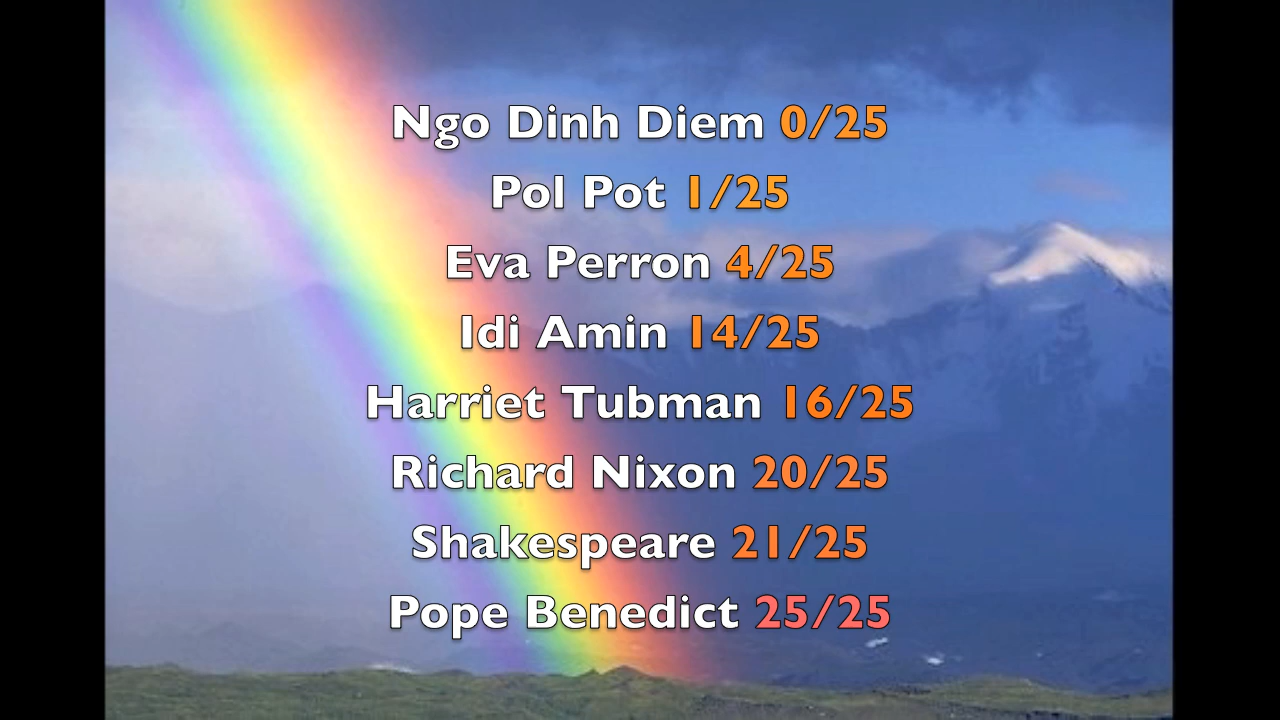 Ngo Dinh Diem 0/25
Pol Pot 1/25
Eva Perron 4/25
Idi Amin 14/25
Harriet Tubman 16/25
Richard Nixon 20/25
Shakespeare 21/25
Pope Benedict 25/25